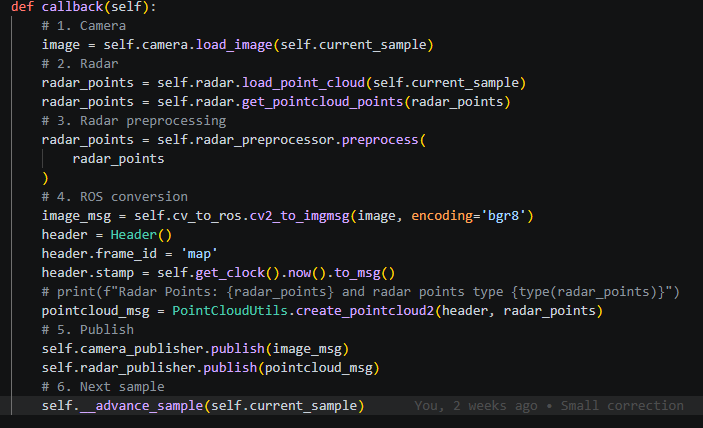 def callback(self):
# 1. Camera
image = self.camera.load_image(self.current_sample)
# 2. Radar
radar_points = self.radar.load_point_cloud(self.current_sample)
radar_points = self.radar.get_pointcloud_points(radar_points)
# 3. Radar preprocessing
radar_points = self.radar_preprocessor.preprocess(
radar_points
)
# 4. ROS conversion
image_msg = self.cv_to_ros.cv2_to_imgmsg(image, encoding='bgr8')
header = Header()
header.frame_id = 'map'
header.stamp = self.get_clock().now().to_msg()
# print(f"Radar Points: {radar_points} and radar points type {type(radar_points)}")
pointcloud_msg = PointCloudUtils.create_pointcloud2(header, radar_points)
# 5. Publish
self.camera_publisher.publish(image_msg)
self.radar_publisher.publish(pointcloud_msg)
# 6. Next sample
self.__advance_sample(self.current_sample) You, 2 weeks ago • Small correction